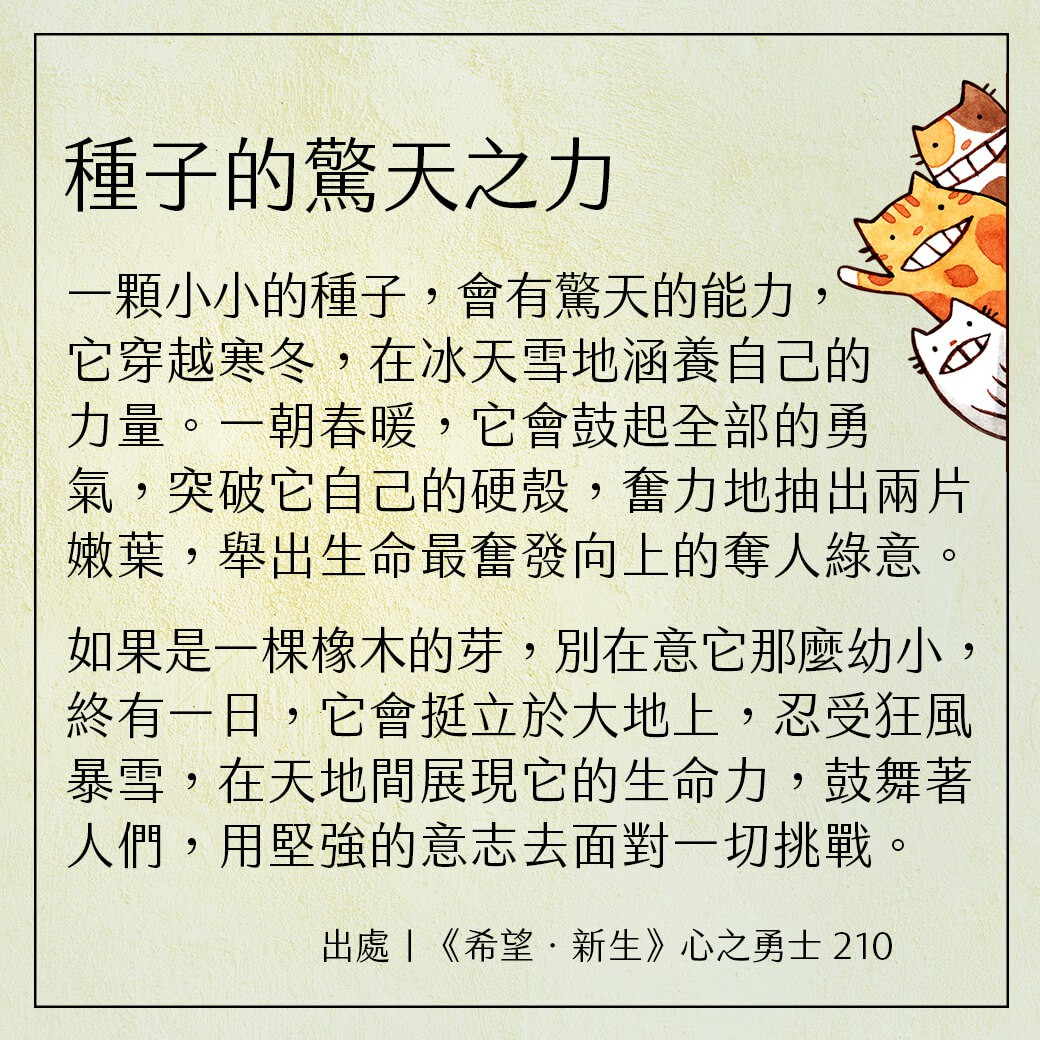 種子的驚天之力
一顆小小的種子，會有驚天的能力，
它穿越寒冬，在冰天雪地涵養自己的
力量。一朝春暖，它會鼓起全部的勇
氣，突破它自己的硬殼，奮力地抽出兩片
嫩葉，舉出生命最奮發向上的奪人綠意。
如果是一棵橡木的芽，別在意它那麼幼小，
終有一日，它會挺立於大地上，忍受狂風
暴雪，在天地間展現它的生命力，鼓舞著
人們，用堅強的意志去面對一切挑戰。
出處丨《希望．新生》心之勇士 210